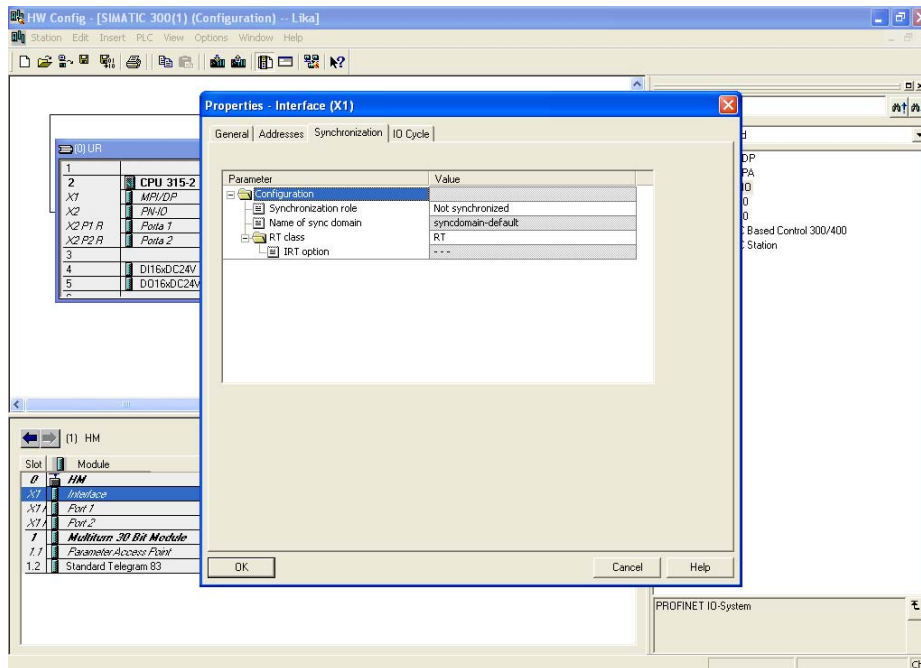 HW Config - [SIMATIC 300(1) (Configuration) -- Lika]
Station Edit Insert PLC View Options Window Help
Properties - Interface (X1)
General Addresses Synchronization IO Cycle
(0) UR
1
2 CPU 315-2
X1 MPI/DP
X2 PN-IO
X2 P1 R Porta 1
X2 P2 R Porta 2
3
4 DI16xDC24V
5 DO16xDC24V
Parameter Value
Configuration
Synchronization role Not synchronized
Name of sync domain syncdomain-default
RT class RT
IRT option - - -
DP
PA
IO
Based Control 300/400
Station
(1) HM
Slot Module
0 HM
X1 Interface
X1 Port 1
X1 Port 2
1 Multiturn 30 Bit Module
1.1 Parameter Access Point
1.2 Standard Telegram 83
OK Cancel Help
PROFINET IO-System